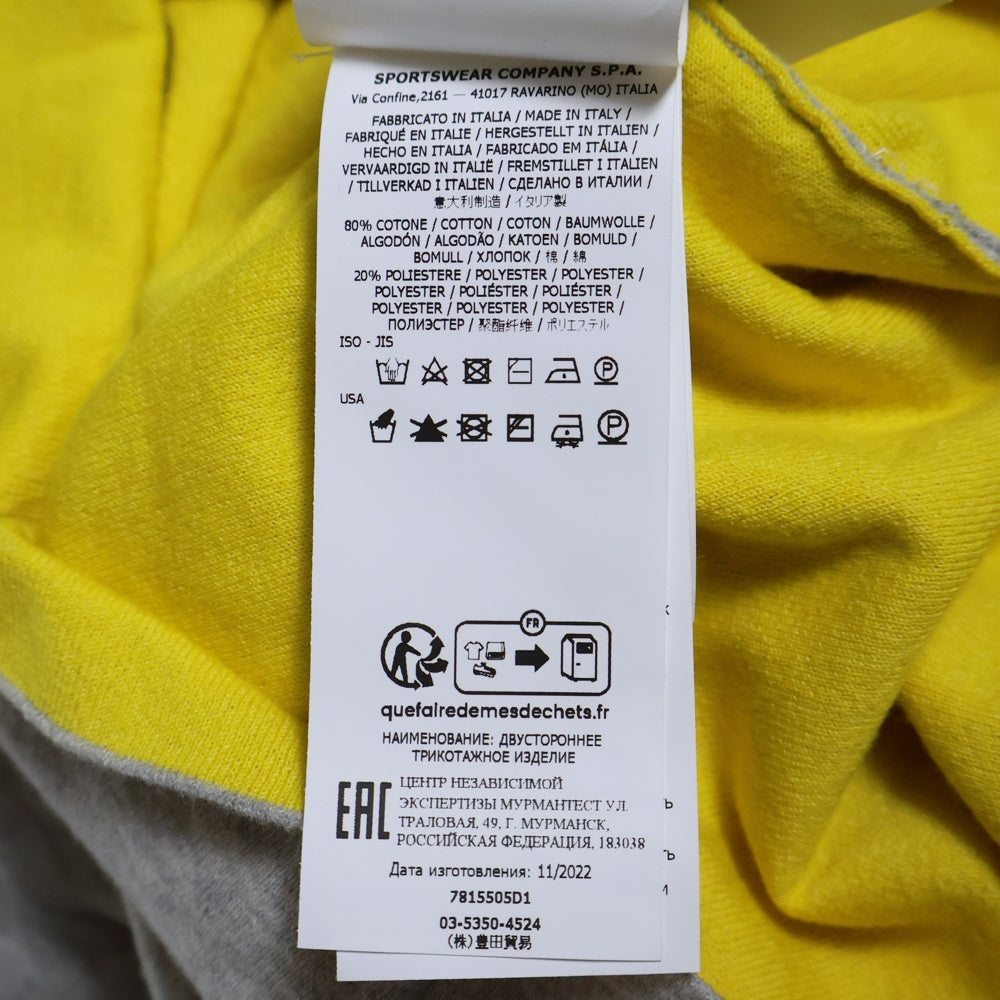 SPORTSWEAR COMPANY S.P.A.
Via Confine,2161 — 41017 RAVARINO (MO) ITALIA
FABBRICATO IN ITALIA / MADE IN ITALY /
FABRIQUÉ EN ITALIE / HERGESTELLT IN ITALIEN /
HECHO EN ITALIA / FABRICADO EM ITÁLIA /
VERVAARDIGD IN ITALIË / FREMSTILLET I ITALIEN
/ TILLVERKAD I ITALIEN / СДЕЛАНО В ИТАЛИИ /
意大利制造 / イタリア製
80% COTONE / COTTON / COTON / BAUMWOLLE /
ALGODÓN / ALGODÃO / KATOEN / BOMULD /
BOMULL / ХЛОПОК / 棉 / 綿
20% POLIESTERE / POLYESTER / POLYESTER /
POLYESTER / POLIÉSTER / POLIÉSTER /
POLYESTER / POLYESTER / POLYESTER /
ПОЛИЭСТЕР / 聚酯纤维 / ポリエステル
ISO - JIS
P
USA
P
FR
quefairedemesdechets.fr
НАИМЕНОВАНИЕ: ДВУСТОРОННЕЕ
ТРИКОТАЖНОЕ ИЗДЕЛИЕ
EAC
ЦЕНТР НЕЗАВИСИМОЙ
ЭКСПЕРТИЗЫ МУРМАНТЕСТ УЛ.
ТРАЛОВАЯ, 49, Г. МУРМАНСК,
РОССИЙСКАЯ ФЕДЕРАЦИЯ, 183038
Дата изготовления: 11/2022
7815505D1
03-5350-4524
(株)豊田貿易